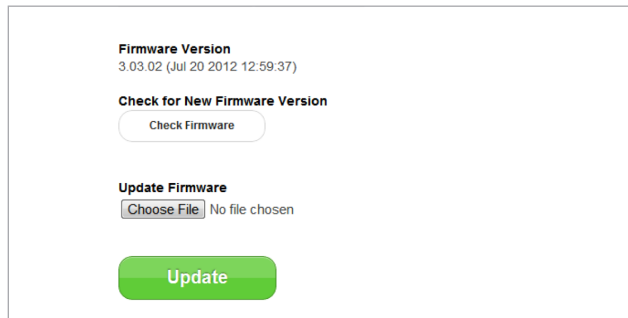 Firmware Version
3.03.02 (Jul 20 2012 12:59:37)
Check for New Firmware Version
Check Firmware
Update Firmware
Choose File No file chosen
Update